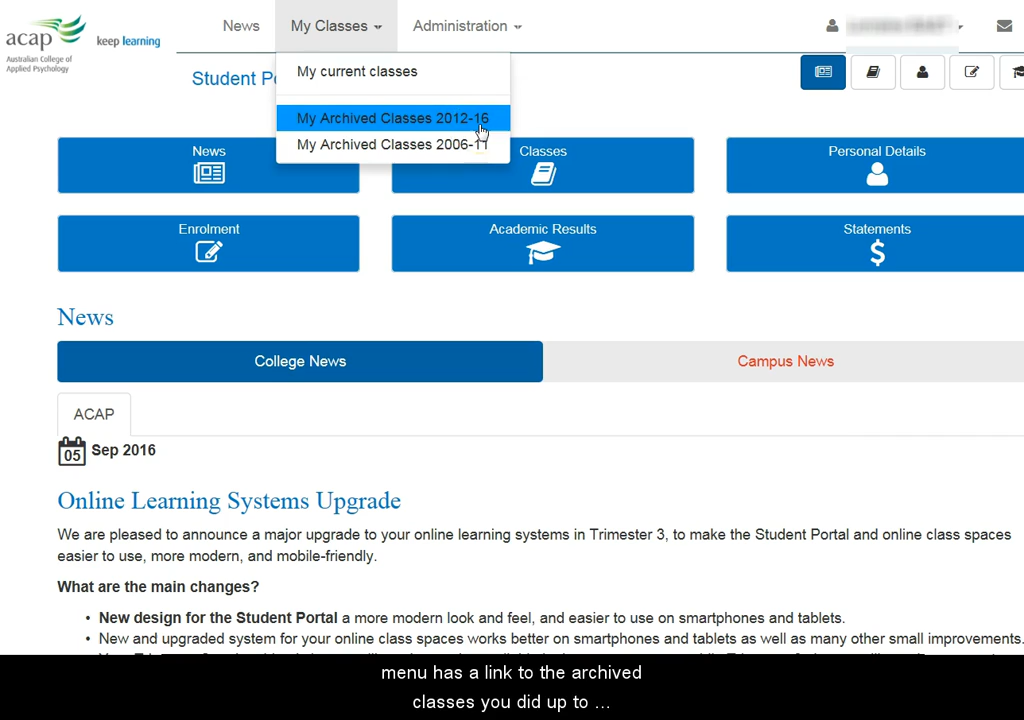 acap
keep learning
Australian College of
Applied Psychology
News
My Classes
Administration
My current classes
My Archived Classes 2012-16
My Archived Classes 2006-11
Student
News
Classes
Personal Details
Enrolment
Academic Results
Statements
$
News
College News
Campus News
ACAP
05 Sep 2016
Online Learning Systems Upgrade
We are pleased to announce a major upgrade to your online learning systems in Trimester 3, to make the Student Portal and online class spaces
easier to use, more modern, and mobile-friendly.
What are the main changes?
• New design for the Student Portal a more modern look and feel, and easier to use on smartphones and tablets.
• New and upgraded system for your online class spaces works better on smartphones and tablets as well as many other small improvements.
menu has a link to the archived
classes you did up to ...